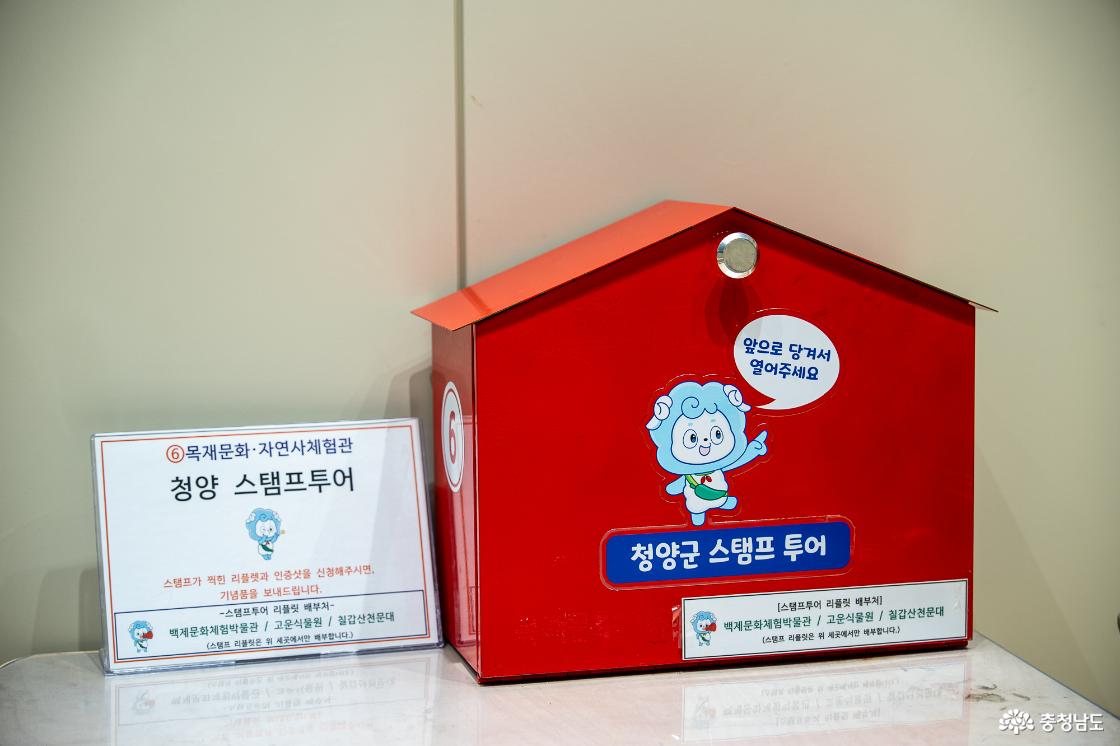 ⑥목재문화·자연사체험관
청양 스탬프투어
스탬프가 찍힌 리플렛과 인증샷을 신청해주시면,
기념품을 보내드립니다.
-스탬프투어 리플릿 배부처-
백제문화체험박물관 / 고운식물원 / 칠갑산천문대
(스탬프 리플릿은 위 세곳에서만 배부합니다.)
6
앞으로 당겨서
열어주세요
청양군 스탬프 투어
[스탬프투어 리플릿 배부처]
백제문화체험박물관 / 고운식물원 / 칠갑산천문대
(스탬프 리플릿은 위 세곳에서만 배부합니다.)
충청남도